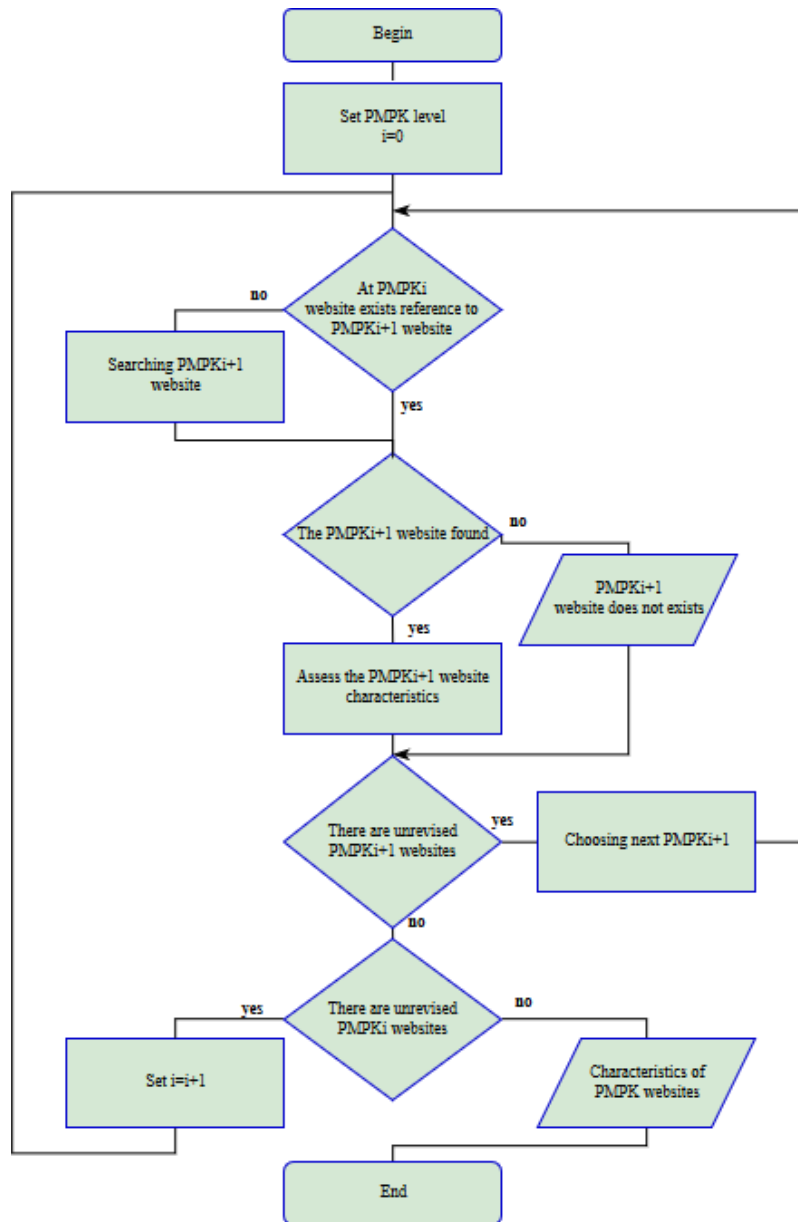 Begin
Set PMPK level
i=0
At PMPKi
website exists reference to
PMPKi+1 website
no
Searching PMPKi+1
website
yes
The PMPKi+1 website found
no
PMPKi+1
website does not exists
yes
Assess the PMPKi+1 website
characteristics
There are unrevised
PMPKi+1 websites
yes
Choosing next PMPKi+1
no
There are unrevised
PMPKi websites
yes
no
Set i=i+1
Characteristics of
PMPK websites
End